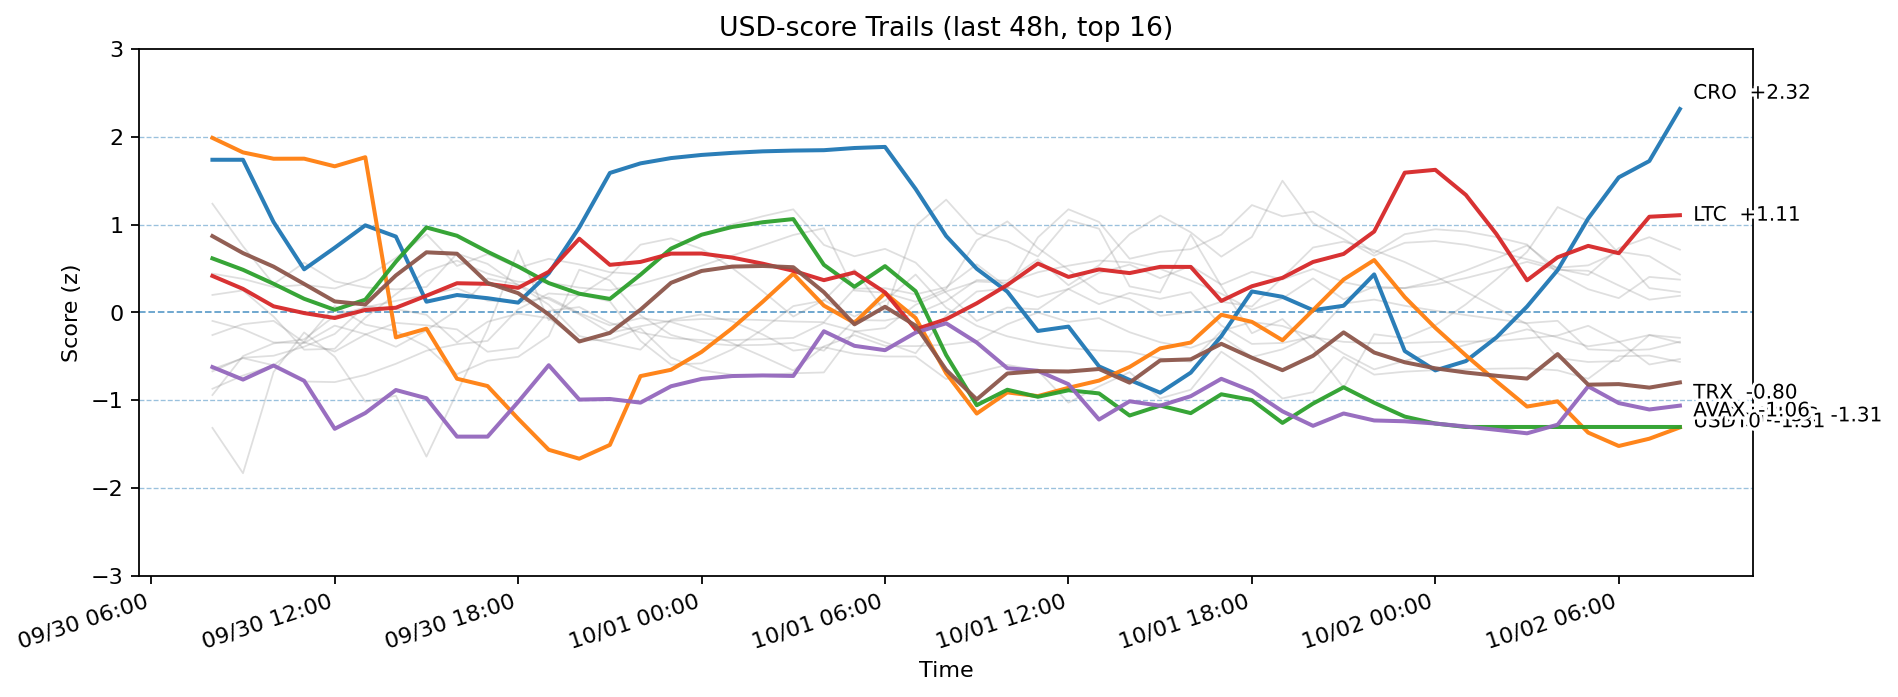 USD-score Trails (last 48h, top 16)
Score (z)
3
2
1
0
−1
−2
−3
CRO +2.32
LTC +1.11
TRX -0.80
AVAX -1.06
-1.31
-1.31
09/30 06:00
09/30 12:00
09/30 18:00
10/01 00:00
10/01 06:00
10/01 12:00
10/01 18:00
10/02 00:00
10/02 06:00
Time